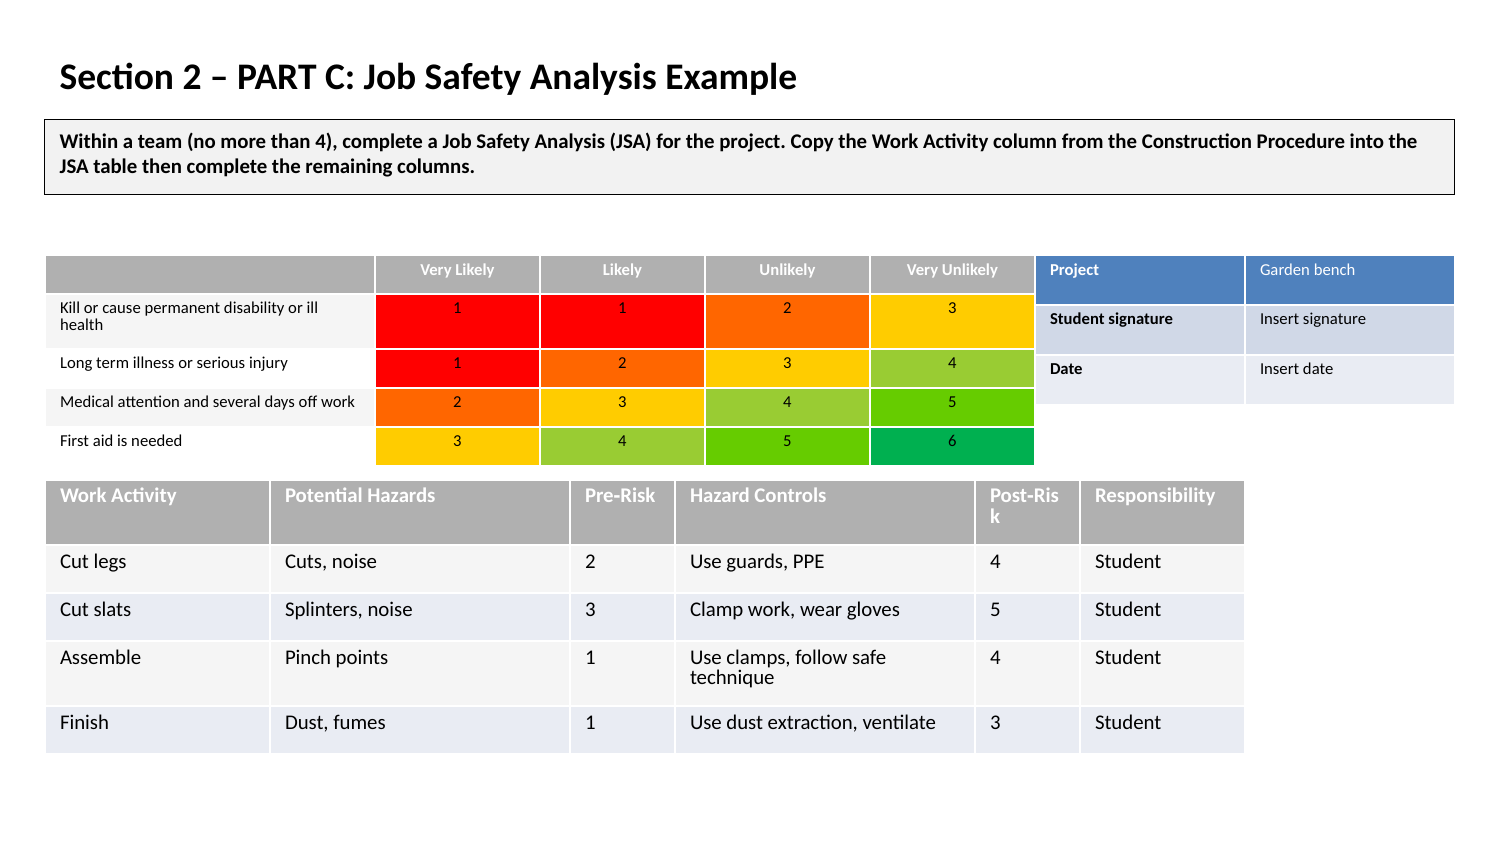 Section 2 – PART C: Job Safety Analysis Example
Within a team (no more than 4), complete a Job Safety Analysis (JSA) for the project. Copy the Work Activity column from the Construction Procedure into the
JSA table then complete the remaining columns.
Very Likely Likely Unlikely Very Unlikely
Kill or cause permanent disability or ill
health
1 1 2 3
Long term illness or serious injury 1 2 3 4
Medical attention and several days off work 2 3 4 5
First aid is needed 3 4 5 6
Project Garden bench
Student signature Insert signature
Date Insert date
Work Activity Potential Hazards Pre-Risk Hazard Controls Post-Ris
k
Responsibility
Cut legs Cuts, noise 2 Use guards, PPE 4 Student
Cut slats Splinters, noise 3 Clamp work, wear gloves 5 Student
Assemble Pinch points 1 Use clamps, follow safe
technique
4 Student
Finish Dust, fumes 1 Use dust extraction, ventilate 3 Student